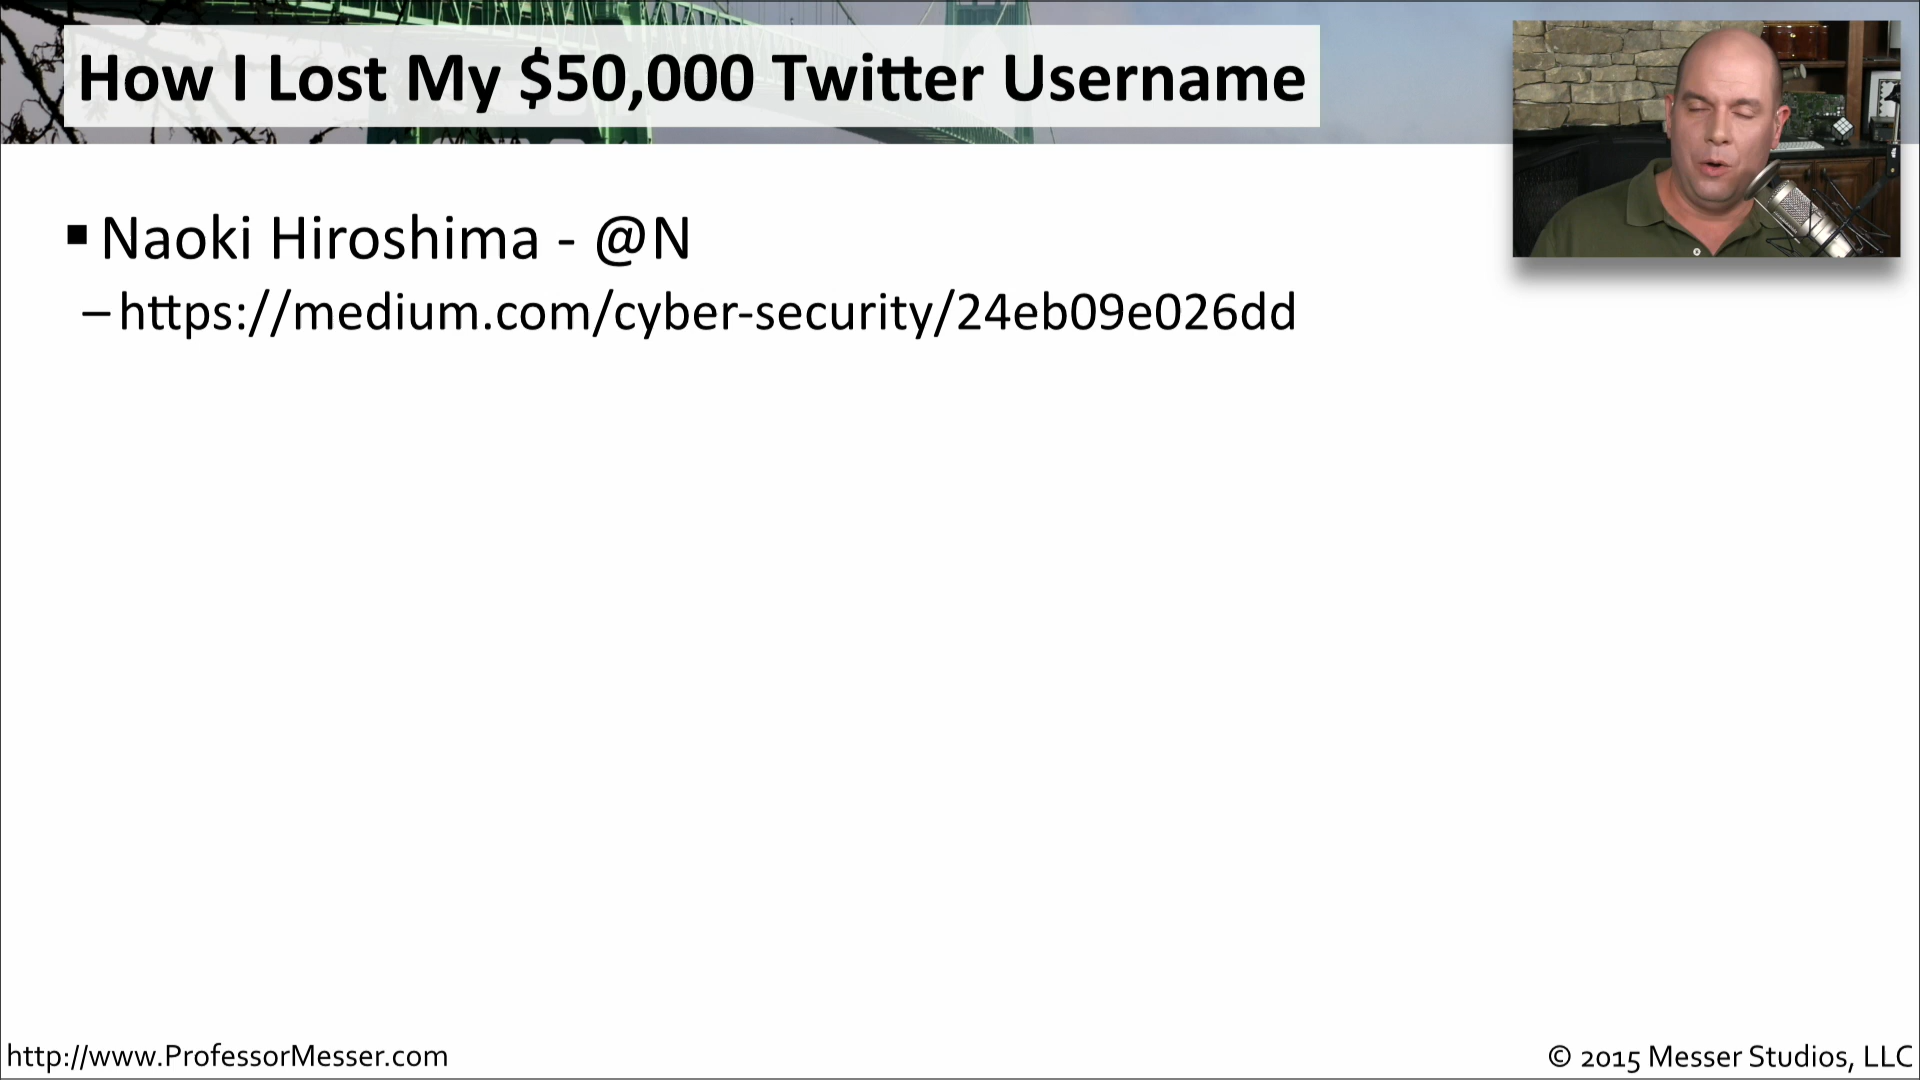 How I Lost My $50,000 Twitter Username
▪ Naoki Hiroshima - @N
– https://medium.com/cyber-security/24eb09e026dd
http://www.ProfessorMesser.com
© 2015 Messer Studios, LLC